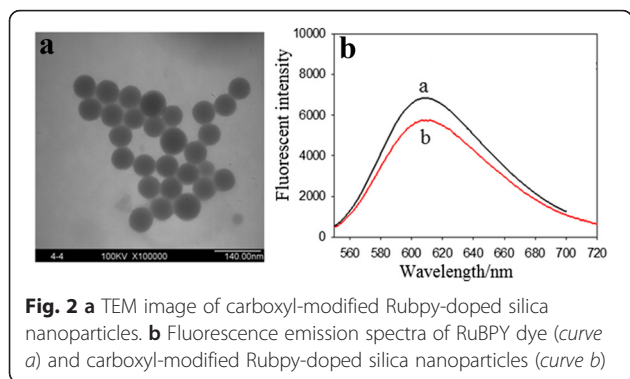 a
4-4 100KV X100000 140.00nm
b
Fluorescent intensity
10000
8000
6000
4000
2000
0
a
b
560 580 600 620 640 660 680 700 720
Wavelength/nm
Fig. 2 a TEM image of carboxyl-modified Rubpy-doped silica
nanoparticles. b Fluorescence emission spectra of RuBPY dye (curve
a) and carboxyl-modified Rubpy-doped silica nanoparticles (curve b)